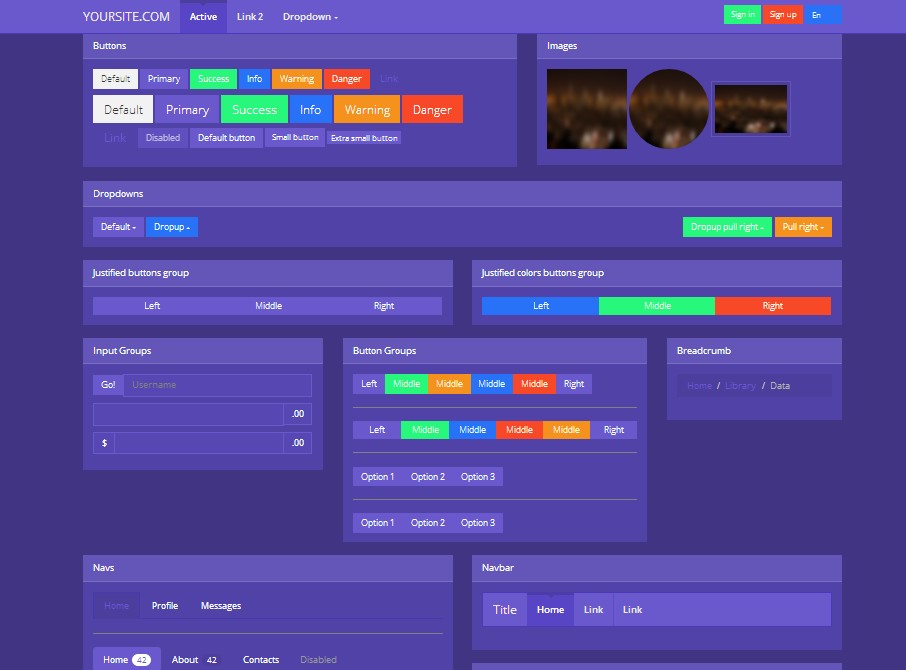 YOURSITE.COM Active Link 2 Dropdown Sign in Sign up En
Buttons
Default Primary Success Info Warning Danger Link
Default Primary Success Info Warning Danger
Link Disabled Default button Small button Extra small button
Images
Dropdowns
Default Dropup Dropup pull right Pull right
Justified buttons group
Left Middle Right
Justified colors buttons group
Left Middle Right
Input Groups
Go! Username
.00
$ .00
Button Groups
Left Middle Middle Middle Middle Right
Left Middle Middle Middle Middle Right
Option 1 Option 2 Option 3
Option 1 Option 2 Option 3
Breadcrumb
Home / Library / Data
Navs
Home Profile Messages
Home 42 About 42 Contacts Disabled
Navbar
Title Home Link Link